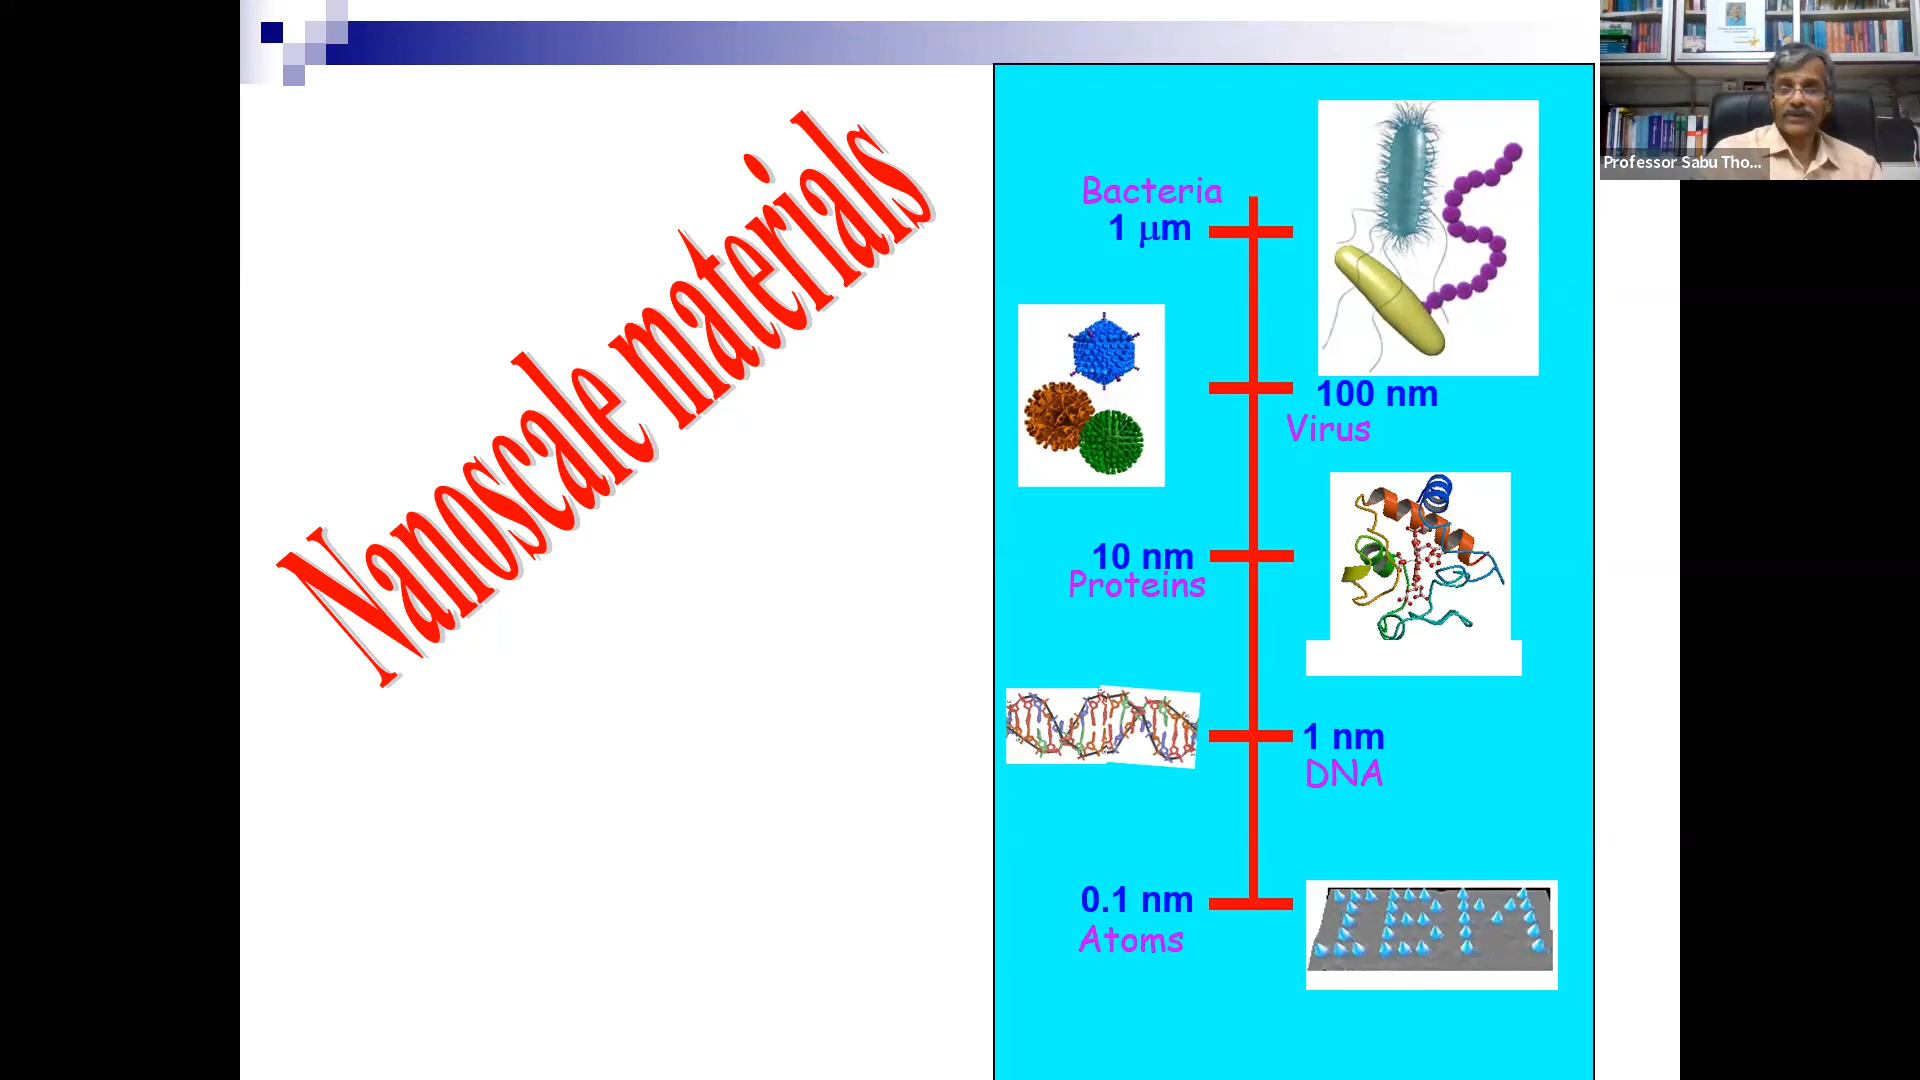 Nanoscale materials
Bacteria
1 μm
100 nm
Virus
10 nm
Proteins
1 nm
DNA
0.1 nm
Atoms
IBM
Professor Sabu Tho...